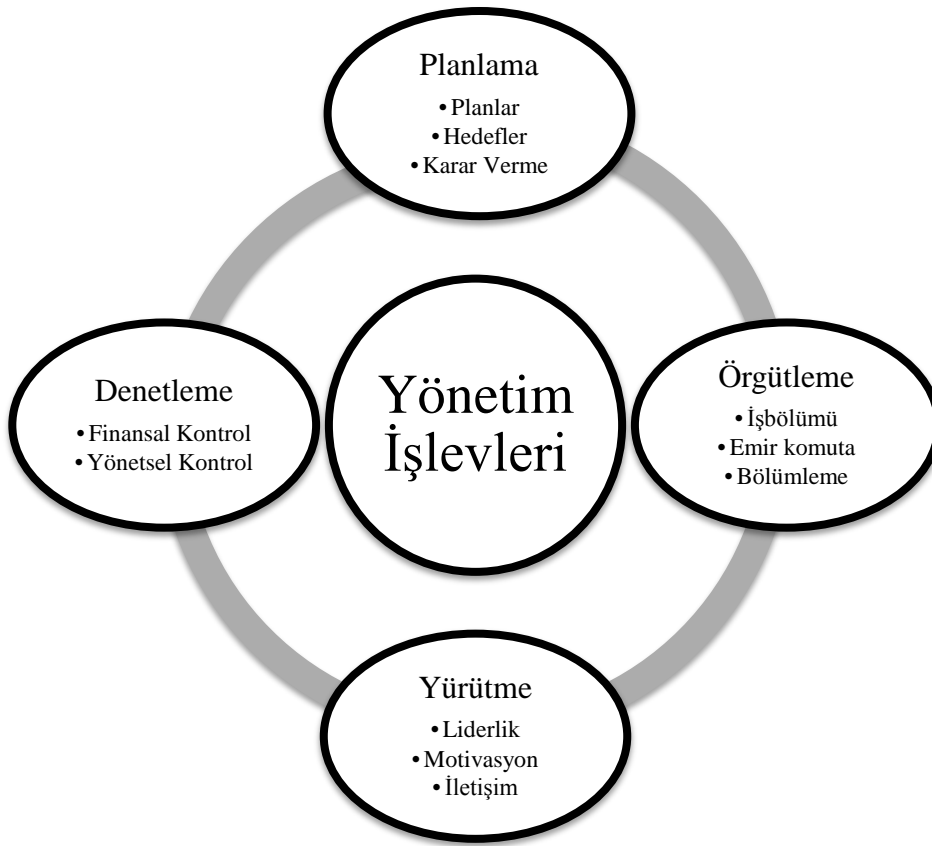 Planlama
• Planlar
• Hedefler
• Karar Verme
Denetleme
• Finansal Kontrol
• Yönetsel Kontrol
Yönetim
İşlevleri
Örgütleme
• İşbölümü
• Emir komuta
• Bölümleme
Yürütme
• Liderlik
• Motivasyon
• İletişim